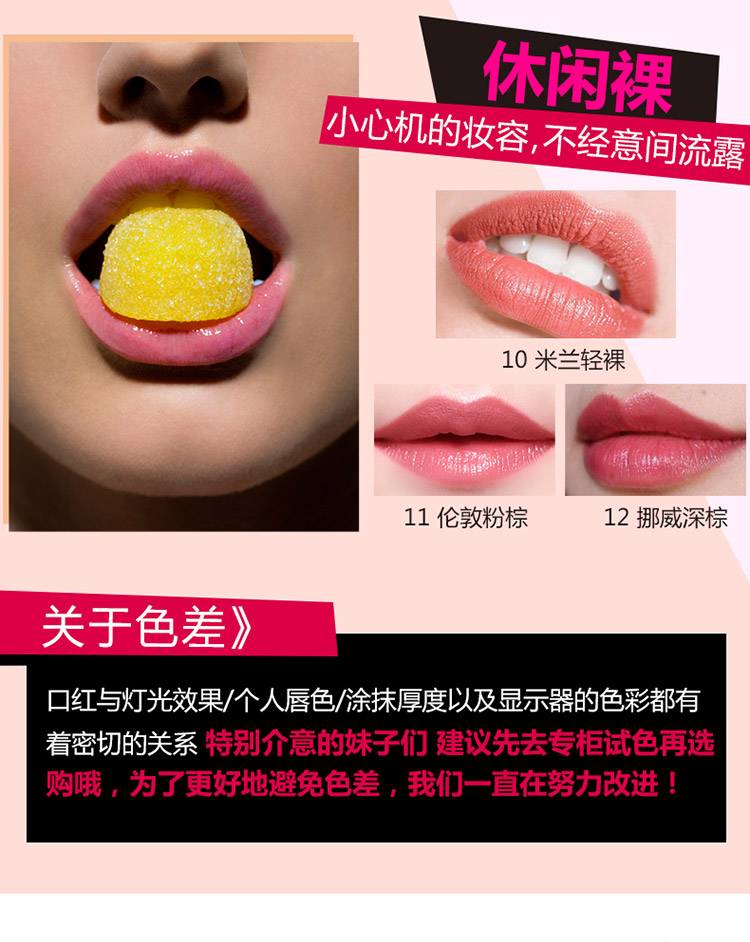 休闲裸
小心机的妆容,不经意间流露
10 米兰轻裸
11 伦敦粉棕
12 挪威深棕
关于色差》
口红与灯光效果/个人唇色/涂抹厚度以及显示器的色彩都有
着密切的关系 特别介意的妹子们 建议先去专柜试色再选
购哦，为了更好地避免色差，我们一直在努力改进！